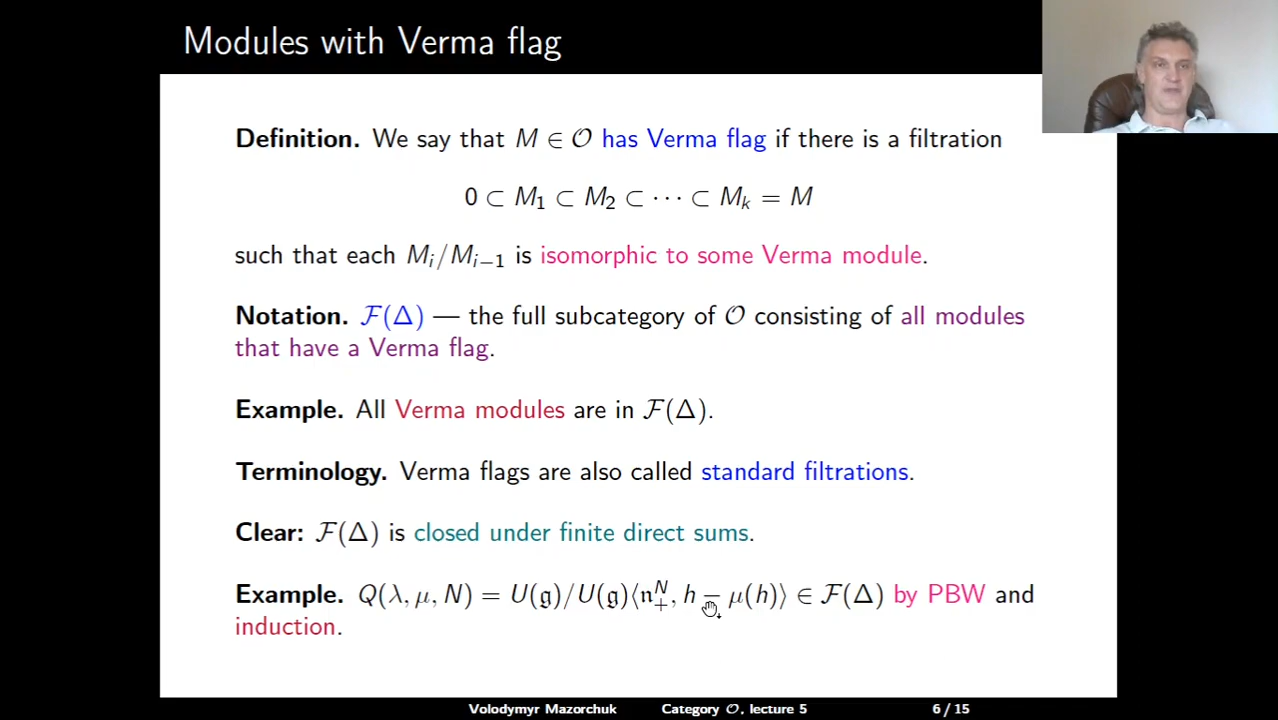 Modules with Verma flag
Definition. We say that M ∈ 𝒪 has Verma flag if there is a filtration
0 ⊂ M₁ ⊂ M₂ ⊂ ⋯ ⊂ Mₖ = M
such that each Mᵢ/Mᵢ₋₁ is isomorphic to some Verma module.
Notation. ℱ(Δ) — the full subcategory of 𝒪 consisting of all modules
that have a Verma flag.
Example. All Verma modules are in ℱ(Δ).
Terminology. Verma flags are also called standard filtrations.
Clear: ℱ(Δ) is closed under finite direct sums.
Example. Q(λ, μ, N) = U(𝔤)/U(𝔤)⟨𝔫₊ᴺ, h − μ(h)⟩ ∈ ℱ(Δ) by PBW and
induction.
Volodymyr Mazorchuk Category 𝒪, lecture 5 6 / 15